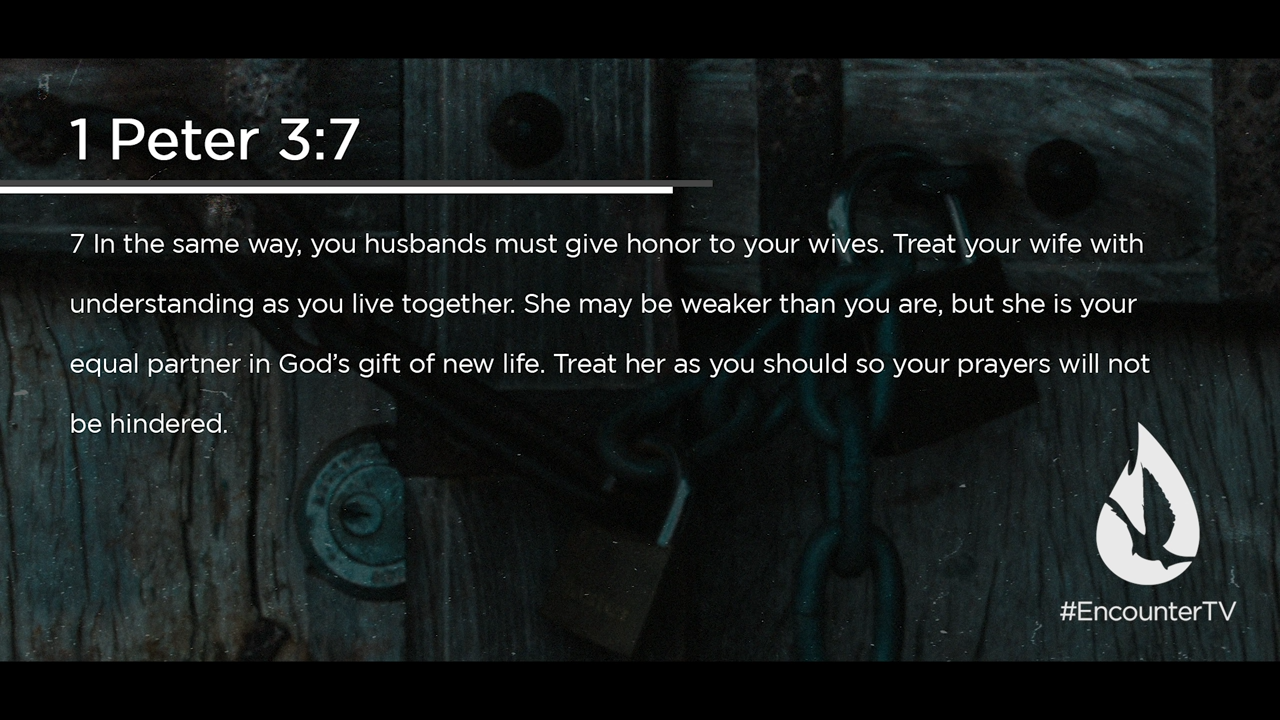 1 Peter 3:7
7 In the same way, you husbands must give honor to your wives. Treat your wife with
understanding as you live together. She may be weaker than you are, but she is your
equal partner in God’s gift of new life. Treat her as you should so your prayers will not
be hindered.
#EncounterTV